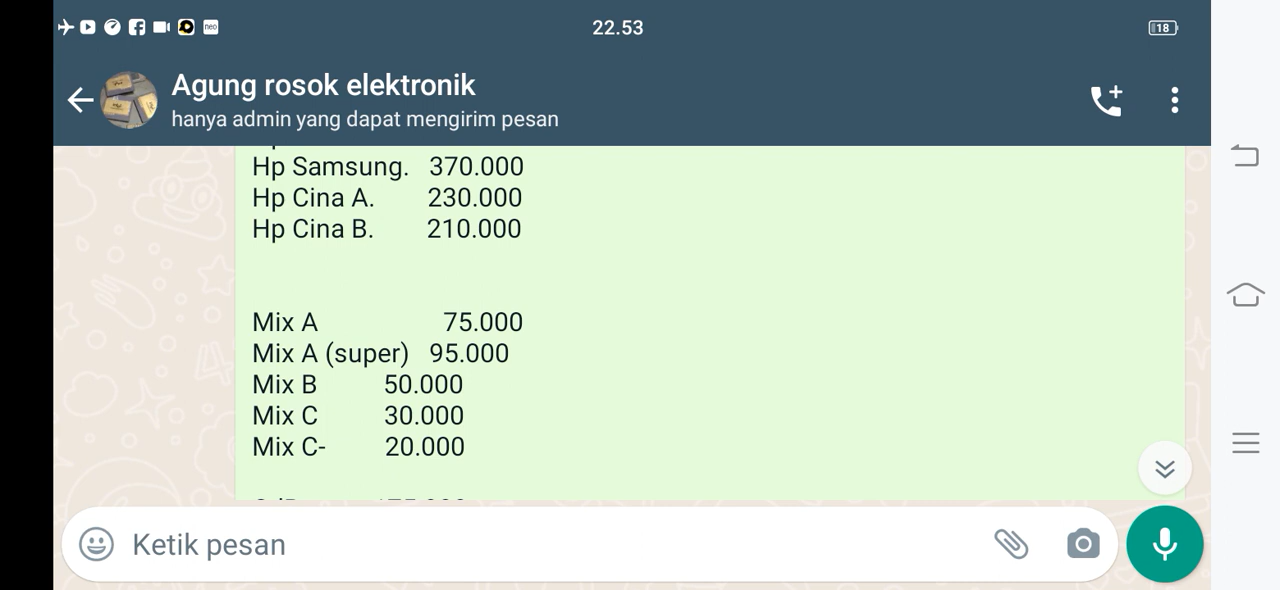 neo
22.53
18
Agung rosok elektronik
hanya admin yang dapat mengirim pesan
Hp Samsung. 370.000
Hp Cina A. 230.000
Hp Cina B. 210.000
Mix A 75.000
Mix A (super) 95.000
Mix B 50.000
Mix C 30.000
Mix C- 20.000
Ketik pesan